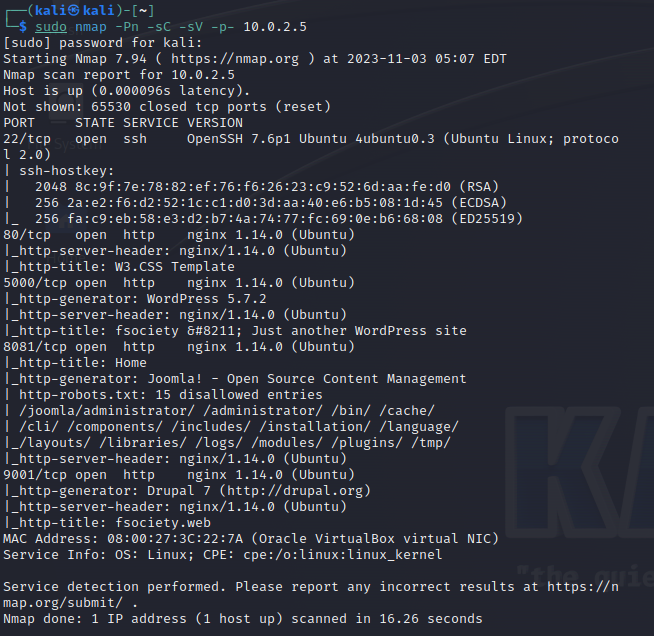 ┌──(kali㉿kali)-[~]
└─$ sudo nmap -Pn -sC -sV -p- 10.0.2.5
[sudo] password for kali:
Starting Nmap 7.94 ( https://nmap.org ) at 2023-11-03 05:07 EDT
Nmap scan report for 10.0.2.5
Host is up (0.000096s latency).
Not shown: 65530 closed tcp ports (reset)
PORT     STATE SERVICE VERSION
22/tcp   open  ssh     OpenSSH 7.6p1 Ubuntu 4ubuntu0.3 (Ubuntu Linux; protoco
l 2.0)
| ssh-hostkey:
|   2048 8c:9f:7e:78:82:ef:76:f6:26:23:c9:52:6d:aa:fe:d0 (RSA)
|   256 2a:e2:f6:d2:52:1c:c1:d0:3d:aa:40:e6:b5:08:1d:45 (ECDSA)
|_  256 fa:c9:eb:58:e3:d2:b7:4a:74:77:fc:69:0e:b6:68:08 (ED25519)
80/tcp   open  http    nginx 1.14.0 (Ubuntu)
|_http-server-header: nginx/1.14.0 (Ubuntu)
|_http-title: W3.CSS Template
5000/tcp open  http    nginx 1.14.0 (Ubuntu)
|_http-generator: WordPress 5.7.2
|_http-server-header: nginx/1.14.0 (Ubuntu)
|_http-title: fsociety &#8211; Just another WordPress site
8081/tcp open  http    nginx 1.14.0 (Ubuntu)
|_http-title: Home
|_http-generator: Joomla! - Open Source Content Management
| http-robots.txt: 15 disallowed entries
| /joomla/administrator/ /administrator/ /bin/ /cache/
| /cli/ /components/ /includes/ /installation/ /language/
|_/layouts/ /libraries/ /logs/ /modules/ /plugins/ /tmp/
|_http-server-header: nginx/1.14.0 (Ubuntu)
9001/tcp open  http    nginx 1.14.0 (Ubuntu)
|_http-generator: Drupal 7 (http://drupal.org)
|_http-server-header: nginx/1.14.0 (Ubuntu)
|_http-title: fsociety.web
MAC Address: 08:00:27:3C:22:7A (Oracle VirtualBox virtual NIC)
Service Info: OS: Linux; CPE: cpe:/o:linux:linux_kernel

Service detection performed. Please report any incorrect results at https://n
map.org/submit/ .
Nmap done: 1 IP address (1 host up) scanned in 16.26 seconds